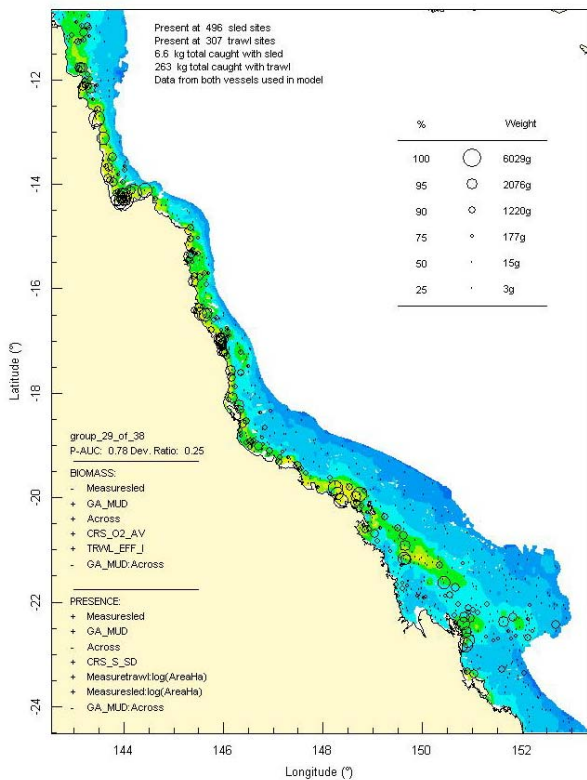 Present at 496 sled sites
Present at 307 trawl sites
6.6 kg total caught with sled
263 kg total caught with trawl
Data from both vessels used in model
% Weight
100 6029g
95 2076g
90 1220g
75 177g
50 15g
25 3g
-12
-14
-16
-18
-20
-22
-24
Latitude (°)
group_29_of_38
P-AUC: 0.78 Dev. Ratio: 0.25
BIOMASS:
- Measuresled
+ GA_MUD
+ Across
+ CRS_O2_AV
+ TRWL_EFF_I
- GA_MUD:Across
PRESENCE:
+ Measuresled
+ GA_MUD
- Across
+ CRS_S_SD
+ Measuretrawl:log(AreaHa)
+ Measuresled:log(AreaHa)
- GA_MUD:Across
144 146 148 150 152
Longitude (°)